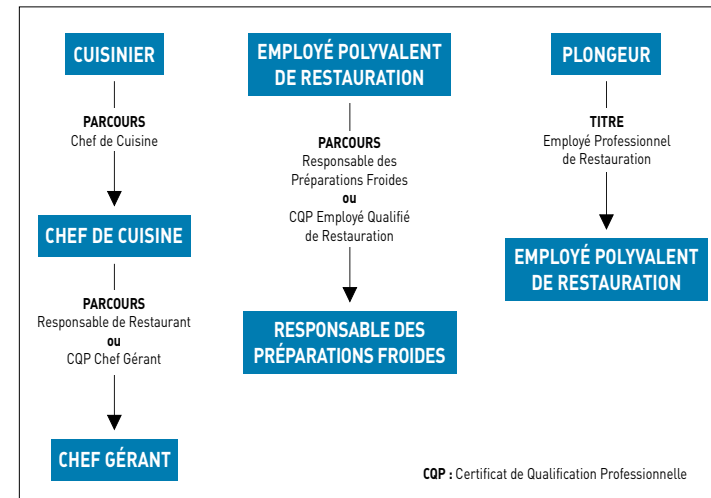 CUISINIER
PARCOURS
Chef de Cuisine
CHEF DE CUISINE
PARCOURS
Responsable de Restaurant
ou
CQP Chef Gérant
CHEF GÉRANT
EMPLOYÉ POLYVALENT
DE RESTAURATION
PARCOURS
Responsable des
Préparations Froides
ou
CQP Employé Qualifié
de Restauration
RESPONSABLE DES
PRÉPARATIONS FROIDES
PLONGEUR
TITRE
Employé Professionnel
de Restauration
EMPLOYÉ POLYVALENT
DE RESTAURATION
CQP : Certificat de Qualification Professionnelle